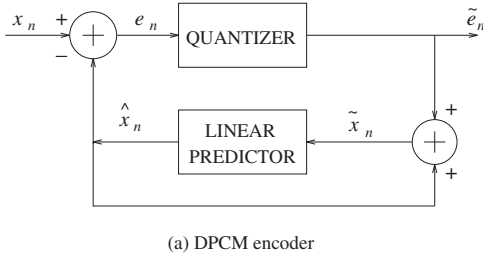 x n + e n QUANTIZER ẽ n
−
+
x̂ n LINEAR PREDICTOR x̃ n +
+
(a) DPCM encoder